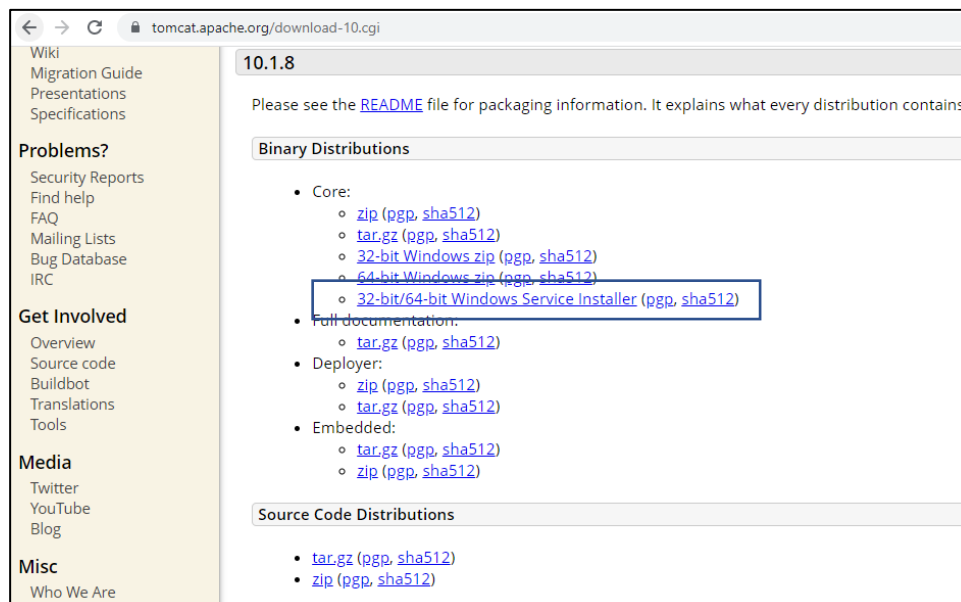 tomcat.apache.org/download-10.cgi
Wiki
Migration Guide
Presentations
Specifications
Problems?
Security Reports
Find help
FAQ
Mailing Lists
Bug Database
IRC
Get Involved
Overview
Source code
Buildbot
Translations
Tools
Media
Twitter
YouTube
Blog
Misc
Who We Are
10.1.8
Please see the README file for packaging information. It explains what every distribution contains
Binary Distributions
Core:
zip (pgp, sha512)
tar.gz (pgp, sha512)
32-bit Windows zip (pgp, sha512)
64-bit Windows zip (pgp, sha512)
32-bit/64-bit Windows Service Installer (pgp, sha512)
Full documentation:
tar.gz (pgp, sha512)
Deployer:
zip (pgp, sha512)
tar.gz (pgp, sha512)
Embedded:
tar.gz (pgp, sha512)
zip (pgp, sha512)
Source Code Distributions
tar.gz (pgp, sha512)
zip (pgp, sha512)